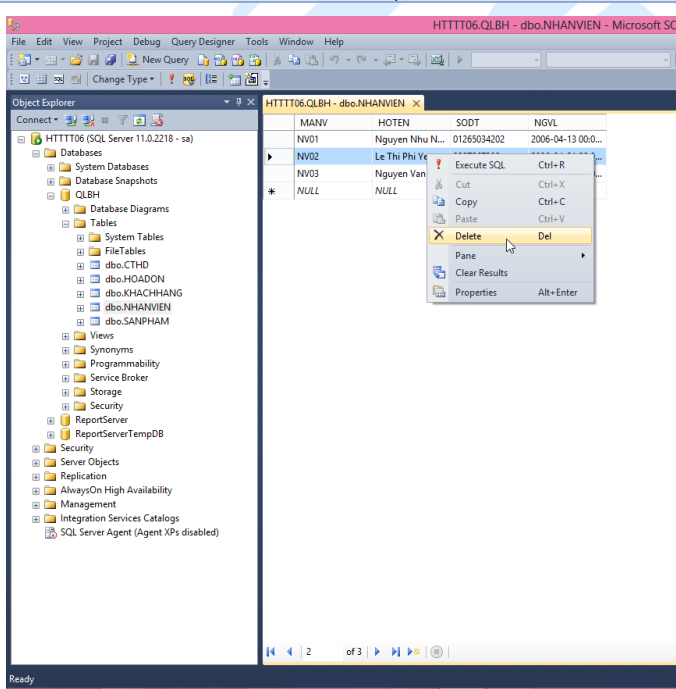 HTTTT06.QLBH - dbo.NHANVIEN - Microsoft SC
File Edit View Project Debug Query Designer Tools Window Help
New Query
Change Type
Object Explorer
HTTTT06.QLBH - dbo.NHANVIEN
Connect
HTTTT06 (SQL Server 11.0.2218 - sa)
Databases
System Databases
Database Snapshots
QLBH
Database Diagrams
Tables
System Tables
FileTables
dbo.CTHD
dbo.HOADON
dbo.KHACHHANG
dbo.NHANVIEN
dbo.SANPHAM
Views
Synonyms
Programmability
Service Broker
Storage
Security
ReportServer
ReportServerTempDB
Security
Server Objects
Replication
AlwaysOn High Availability
Management
Integration Services Catalogs
SQL Server Agent (Agent XPs disabled)
MANV HOTEN SODT NGVL
NV01 Nguyen Nhu N... 01265034202 2006-04-13 00:0...
NV02 Le Thi Phi Ye
NV03 Nguyen Van
NULL NULL
Execute SQL Ctrl+R
Cut Ctrl+X
Copy Ctrl+C
Paste Ctrl+V
Delete Del
Pane
Clear Results
Properties Alt+Enter
2 of 3
Ready